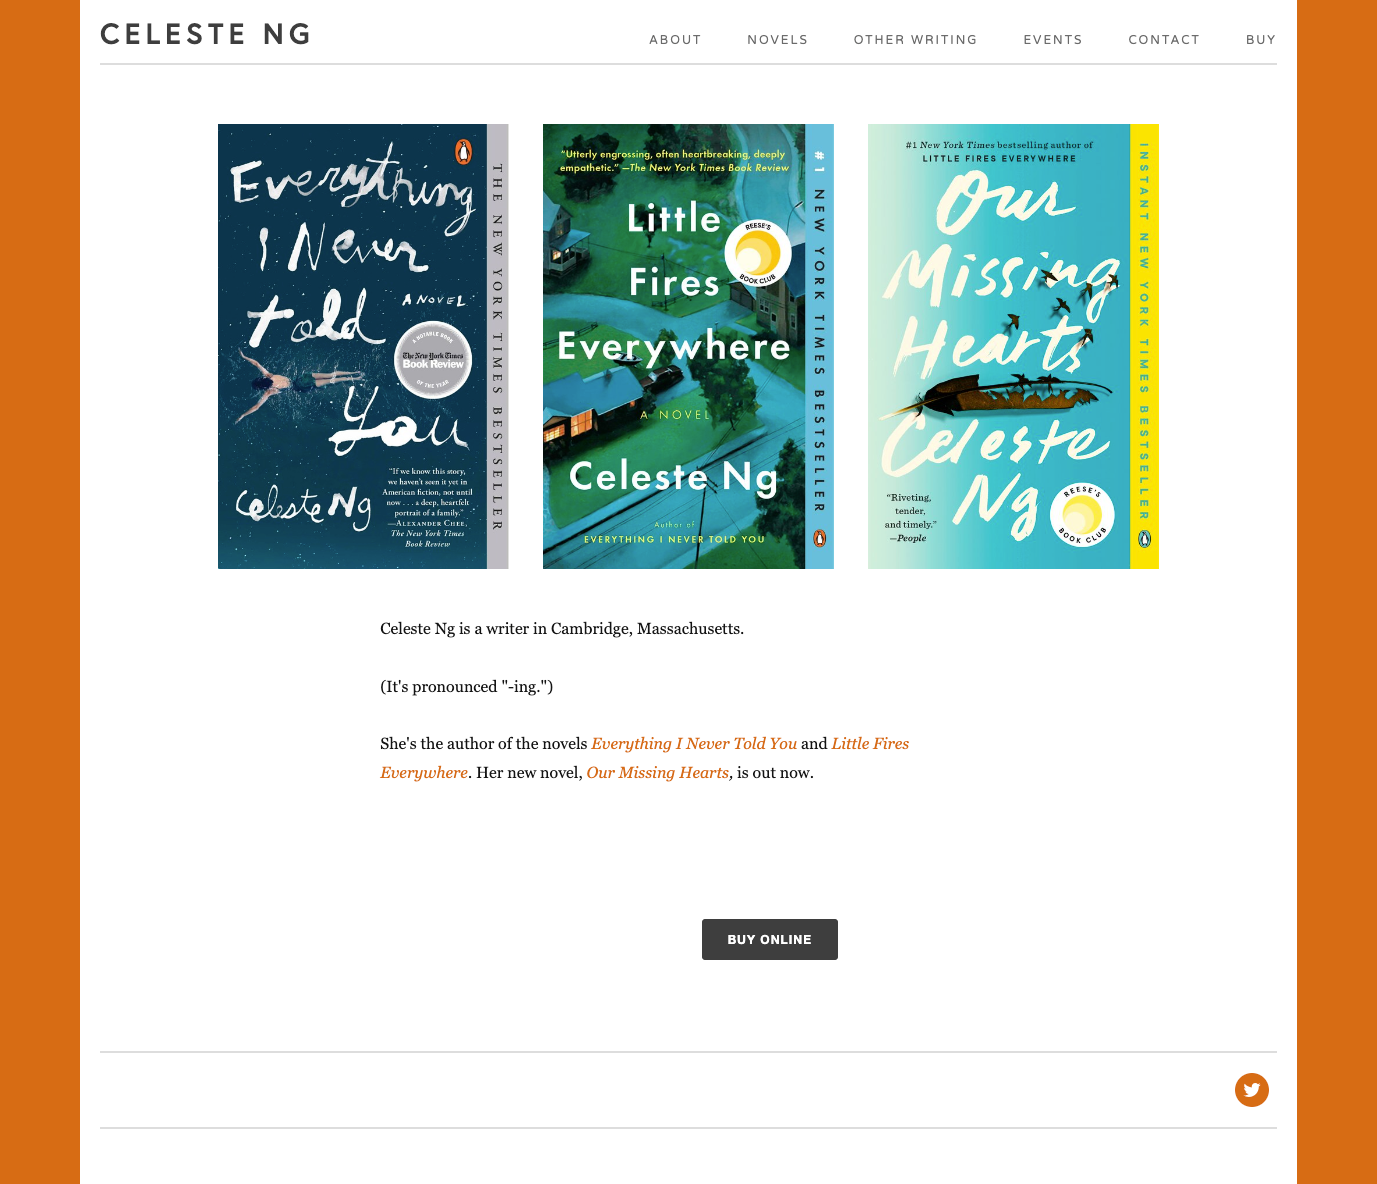 CELESTE NG
ABOUT NOVELS OTHER WRITING EVENTS CONTACT BUY
Everything
I Never
told
A NOVEL
A NOTABLE BOOK
The New York Times
Book Review
OF THE YEAR
You
"If we know this story,
we haven't seen it yet in
American fiction, not until
now . . . a deep, heartfelt
portrait of a family."
—ALEXANDER CHEE,
The New York Times
Book Review
Celeste Ng
THE NEW YORK TIMES BESTSELLER
"Utterly engrossing, often heartbreaking, deeply
empathetic." —The New York Times Book Review
Little
Fires
Everywhere
REESE'S
BOOK CLUB
A NOVEL
Celeste Ng
Author of
EVERYTHING I NEVER TOLD YOU
#1 NEW YORK TIMES BESTSELLER
#1 New York Times bestselling author of
LITTLE FIRES EVERYWHERE
Our
Missing
Hearts
Celeste
Ng
"Riveting,
tender,
and timely."
—People
REESE'S
BOOK CLUB
INSTANT NEW YORK TIMES BESTSELLER
Celeste Ng is a writer in Cambridge, Massachusetts.
(It's pronounced "-ing.")
She's the author of the novels Everything I Never Told You and Little Fires
Everywhere. Her new novel, Our Missing Hearts, is out now.
BUY ONLINE